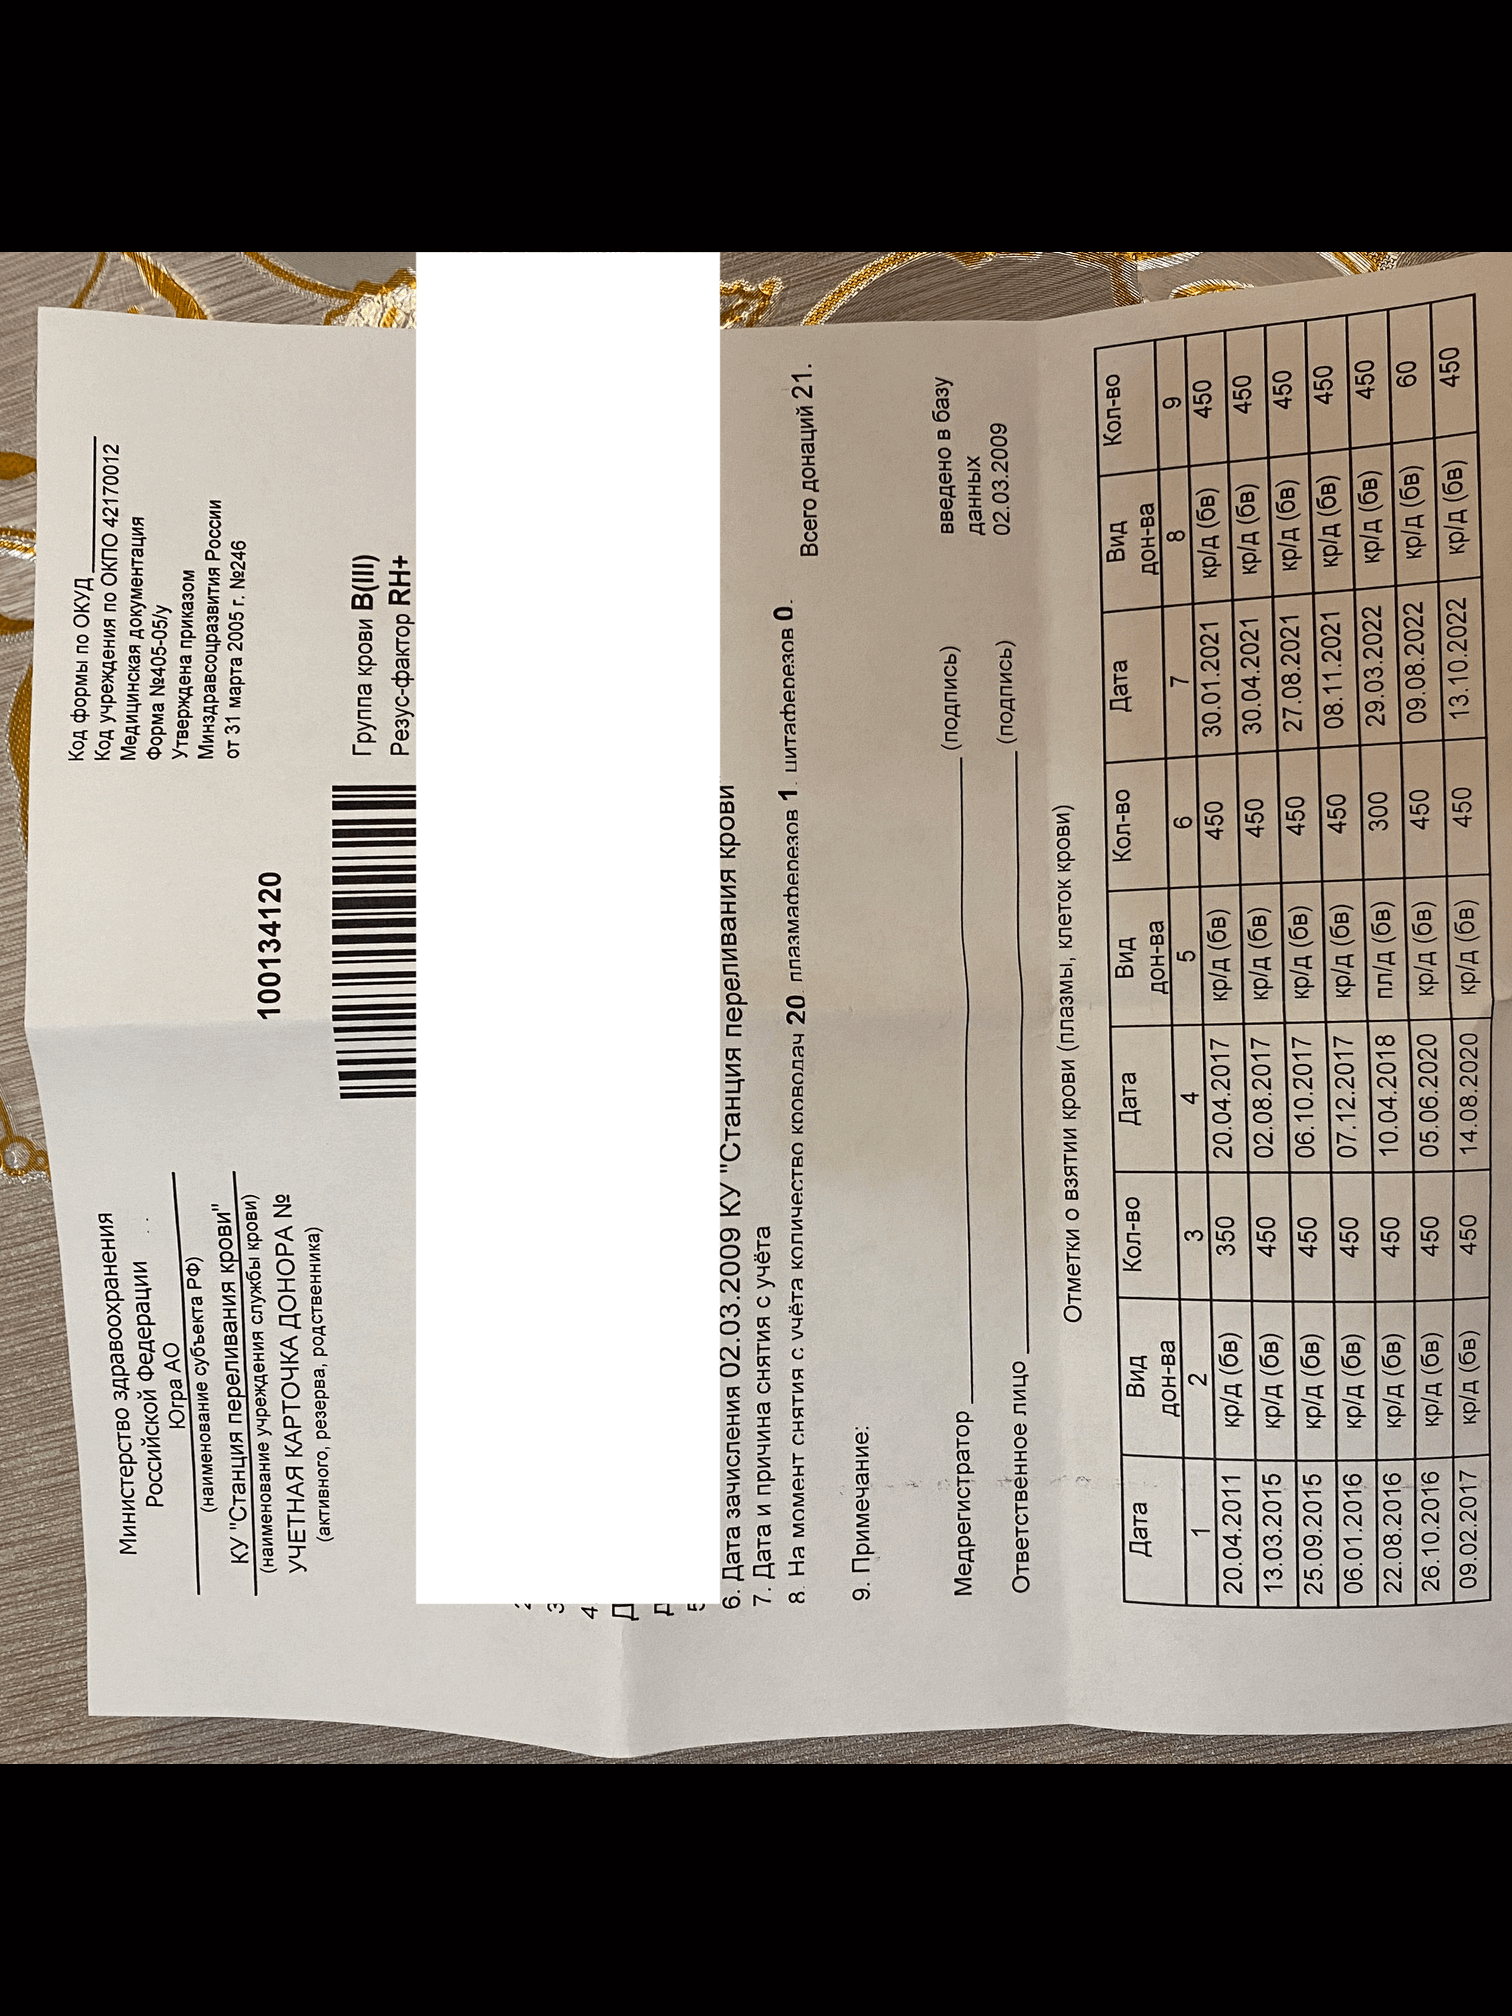 Код формы по ОКУД
Код учреждения по ОКПО 42170012
Медицинская документация
Форма №405-05/у
Утверждена приказом
Минздравсоцразвития России
от 31 марта 2005 г. №246
Министерство здравоохранения
Российской Федерации
Югра АО
(наименование субъекта РФ)
КУ "Станция переливания крови"
(наименование учреждения службы крови)
УЧЕТНАЯ КАРТОЧКА ДОНОРА № 100134120
(активного, резерва, родственника)
Группа крови B(III)
Резус-фактор RH+
6. Дата зачисления 02.03.2009 КУ "Станция переливания крови
7. Дата и причина снятия с учёта
8. На момент снятия с учёта количество кроводач 20. плазмаферезов 1. цитаферезов 0.
Всего донаций 21.
9. Примечание:
Медрегистратор (подпись) введено в базу
данных
Ответственное лицо (подпись) 02.03.2009
Отметки о взятии крови (плазмы, клеток крови)
Дата Вид дон-ва Кол-во Дата Вид дон-ва Кол-во Дата Вид дон-ва Кол-во
1 2 3 4 5 6 7 8 9
20.04.2011 кр/д (бв) 350 20.04.2017 кр/д (бв) 450 30.01.2021 кр/д (бв) 450
13.03.2015 кр/д (бв) 450 02.08.2017 кр/д (бв) 450 30.04.2021 кр/д (бв) 450
25.09.2015 кр/д (бв) 450 06.10.2017 кр/д (бв) 450 27.08.2021 кр/д (бв) 450
06.01.2016 кр/д (бв) 450 07.12.2017 кр/д (бв) 450 08.11.2021 кр/д (бв) 450
22.08.2016 кр/д (бв) 450 10.04.2018 пл/д (бв) 300 29.03.2022 кр/д (бв) 450
26.10.2016 кр/д (бв) 450 05.06.2020 кр/д (бв) 450 09.08.2022 кр/д (бв) 60
09.02.2017 кр/д (бв) 450 14.08.2020 кр/д (бв) 450 13.10.2022 кр/д (бв) 450